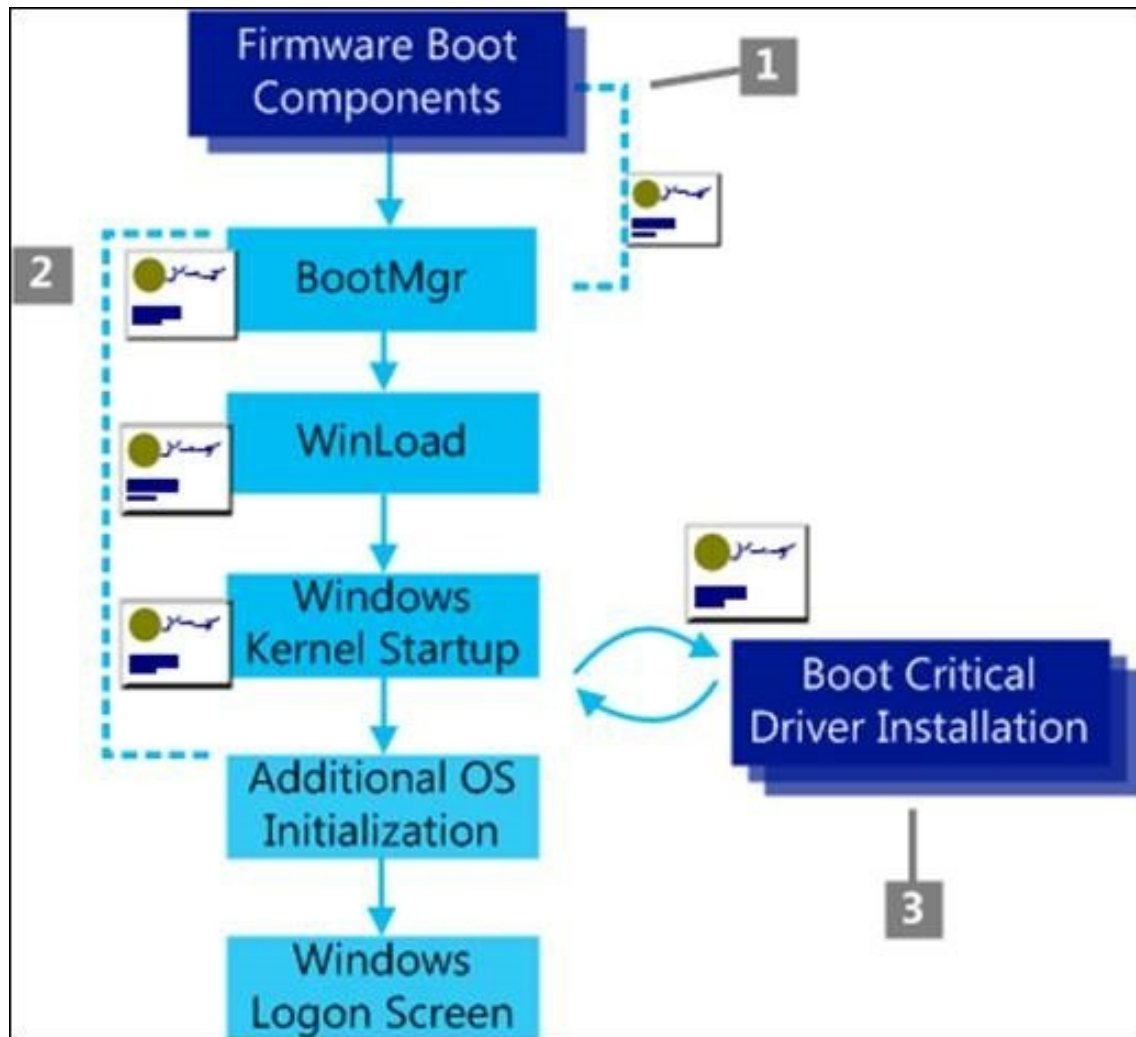 Firmware Boot
Components
1
2
BootMgr
WinLoad
Windows
Kernel Startup
Boot Critical
Driver Installation
Additional OS
Initialization
3
Windows
Logon Screen